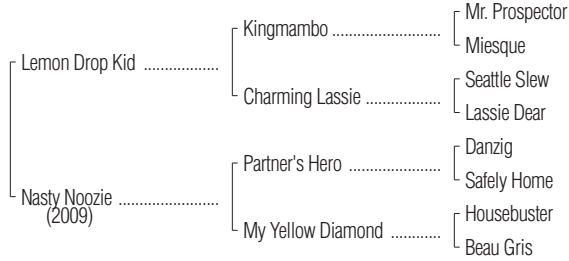 Mr. Prospector
Kingmambo ......................
Miesque
Lemon Drop Kid ...................
Seattle Slew
Charming Lassie ...................
Lassie Dear
Danzig
Partner's Hero .......................
Safely Home
Nasty Noozie .........................
(2009)
Housebuster
My Yellow Diamond ............
Beau Gris